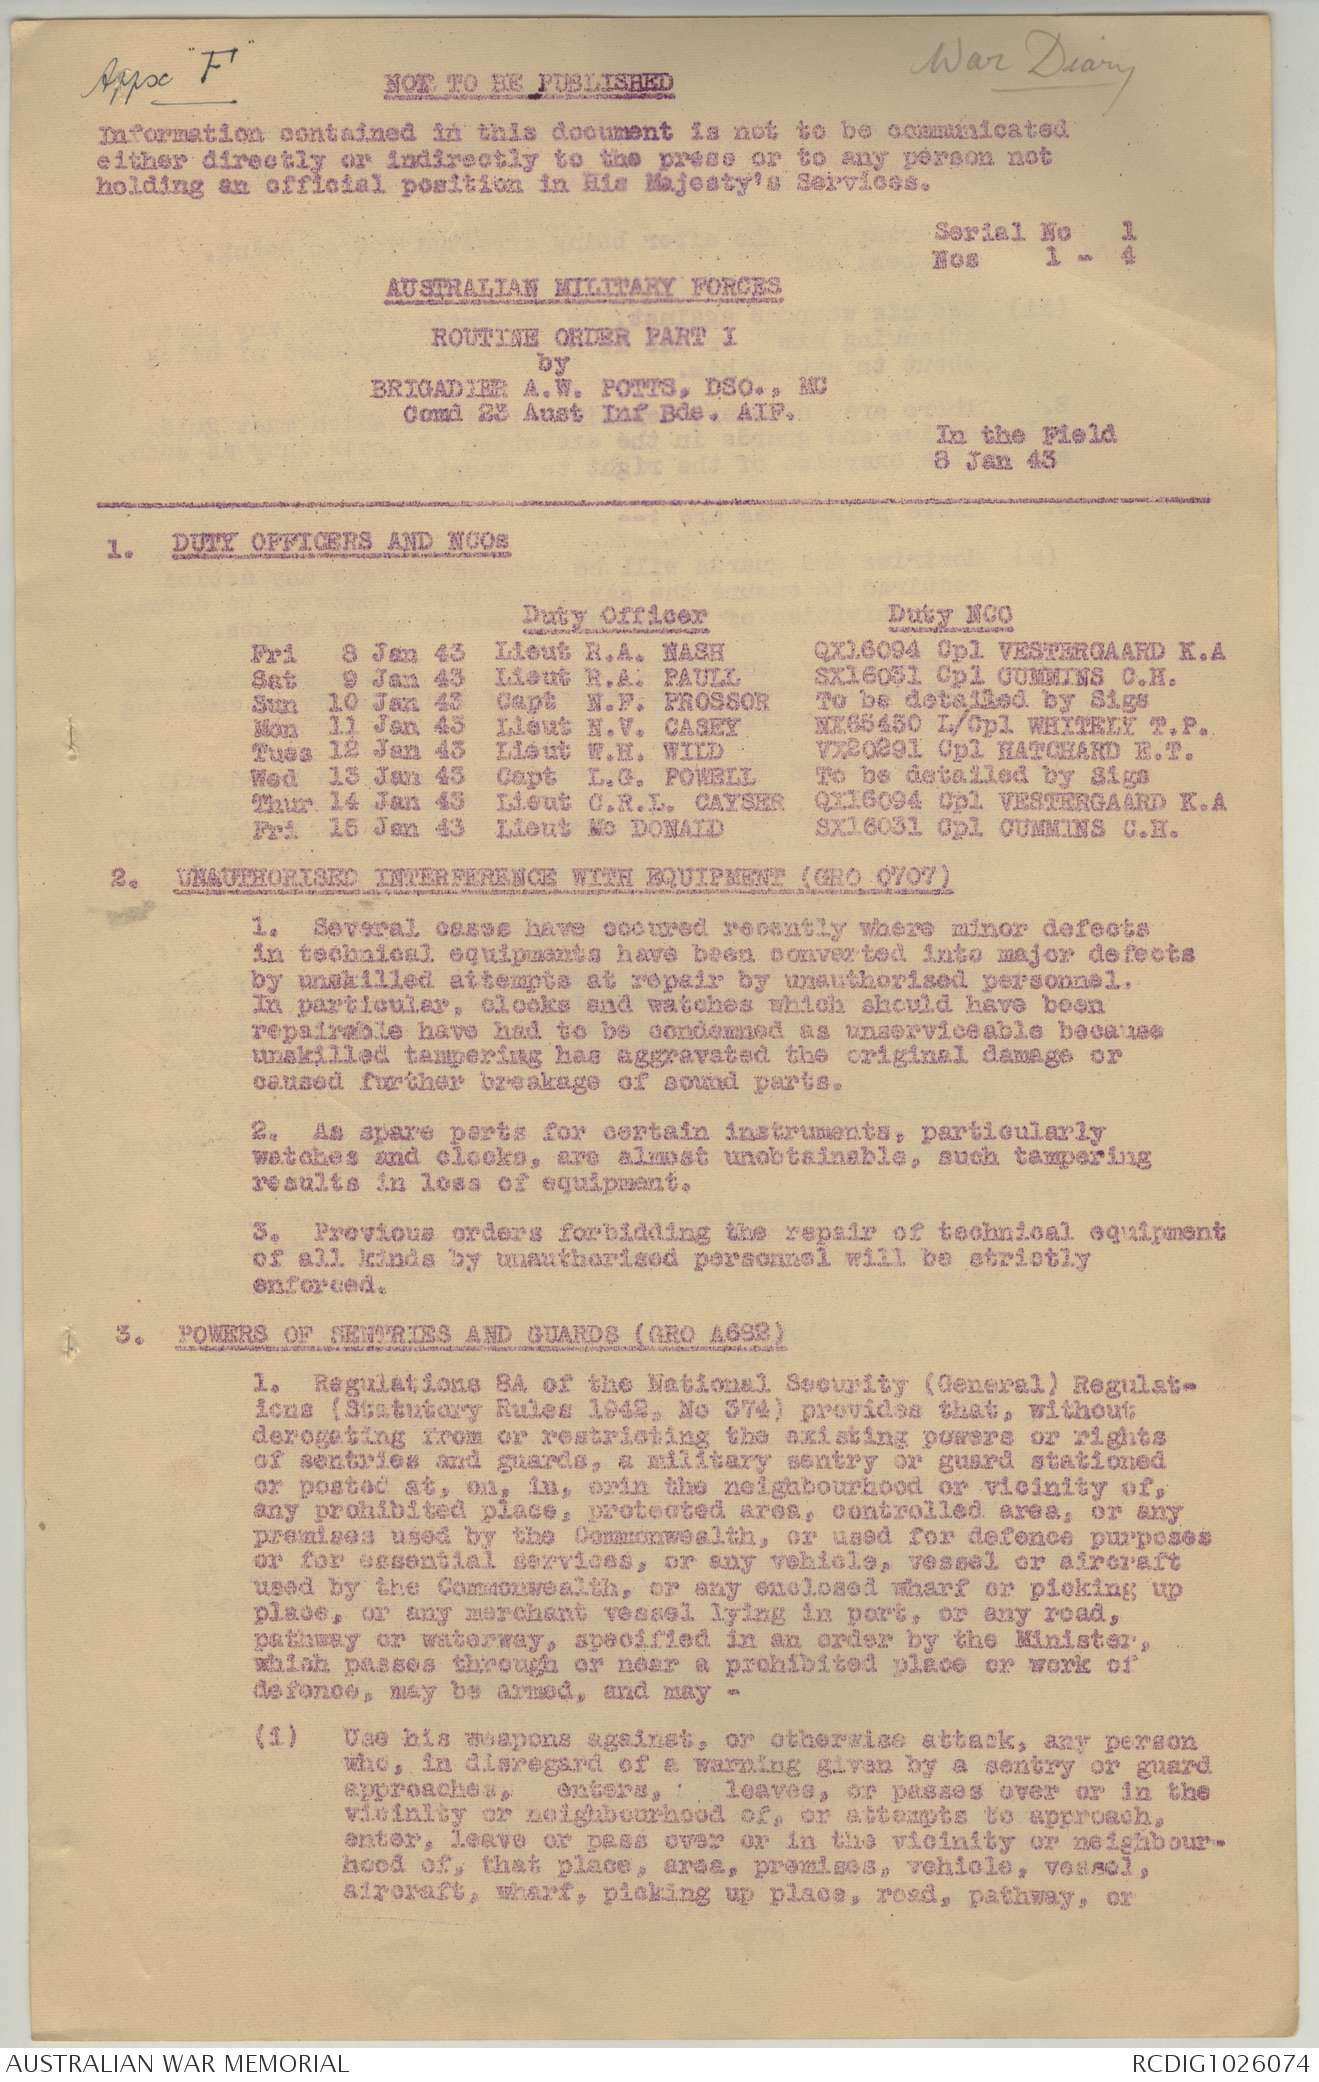 Appx "F"
War Diary
NOT TO BE PUBLISHED
Information contained in this document is not to be communicated
either directly or indirectly to the press or to any person not
holding an official position in His Majesty's Services.
Serial No 1
Nos 1 - 4
AUSTRALIAN MILITARY FORCES
ROUTINE ORDER PART I
by
BRIGADIER A.W. POTTS, DSO., MC
Comd 23 Aust Inf Bde. AIF.
In the Field
8 Jan 43
1. DUTY OFFICERS AND NCOs
Duty Officer Duty NCO
Fri 8 Jan 43 Lieut R.A. NASH QX16094 Cpl VESTERGAARD K.A
Sat 9 Jan 43 Lieut R.A. PAULL SX16031 Cpl CUMMINS C.H.
Sun 10 Jan 43 Capt N.F. PROSSOR To be detailed by Sigs
Mon 11 Jan 43 Lieut N.V. CASEY NX65430 L/Cpl WHITELY T.P.
Tues 12 Jan 43 Lieut W.H. WILD VX20291 Cpl HATCHARD E.T.
Wed 13 Jan 43 Capt L.G. POWELL To be detailed by Sigs
Thur 14 Jan 43 Lieut C.R.L. CAYSER QX16094 Cpl VESTERGAARD K.A
Fri 15 Jan 43 Lieut Mc DONALD SX16031 Cpl CUMMINS C.H.
2. UNAUTHORISED INTERFERENCE WITH EQUIPMENT (GRO 0707)
1. Several cases have occured recently where minor defects
in technical equipments have been converted into major defects
by unskilled attempts at repair by unauthorised personnel.
In particular, clocks and watches which should have been
repairable have had to be condemned as unserviceable because
unskilled tampering has aggravated the original damage or
caused further breakage of sound parts.
2. As spare parts for certain instruments, particularly
watches and clocks, are almost unobtainable, such tampering
results in loss of equipment.
3. Previous orders forbidding the repair of technical equipment
of all kinds by unauthorised personnel will be strictly
enforced.
3. POWERS OF SENTRIES AND GUARDS (GRO A682)
1. Regulations 8A of the National Security (General) Regulat-
ions (Statutory Rules 1942, No 374) provides that, without
derogating from or restricting the existing powers or rights
of sentries and guards, a military sentry or guard stationed
or posted at, on, in, orin the neighbourhood or vicinity of,
any prohibited place, protected area, controlled area, or any
premises used by the Commonwealth, or used for defence purposes
or for essential services, or any vehicle, vessel or aircraft
used by the Commonwealth, or any enclosed wharf or picking up
place, or any merchant vessel lying in port, or any road,
pathway or waterway, specified in an order by the Minister,
which passes through or near a prohibited place or work of
defence, may be armed, and may -
(i) Use his weapons against, or otherwise attack, any person
who, in disregard of a warning given by a sentry or guard
approaches, enters, leaves, or passes over or in the
vicinity or neighbourhood of, or attempts to approach,
enter, leave or pass over or in the vicinity or neighbour-
hood of, that place, area, premises, vehicle, vessel,
aircraft, wharf, picking up place, road, pathway, or
AUSTRALIAN WAR MEMORIAL
RCDIG1026074